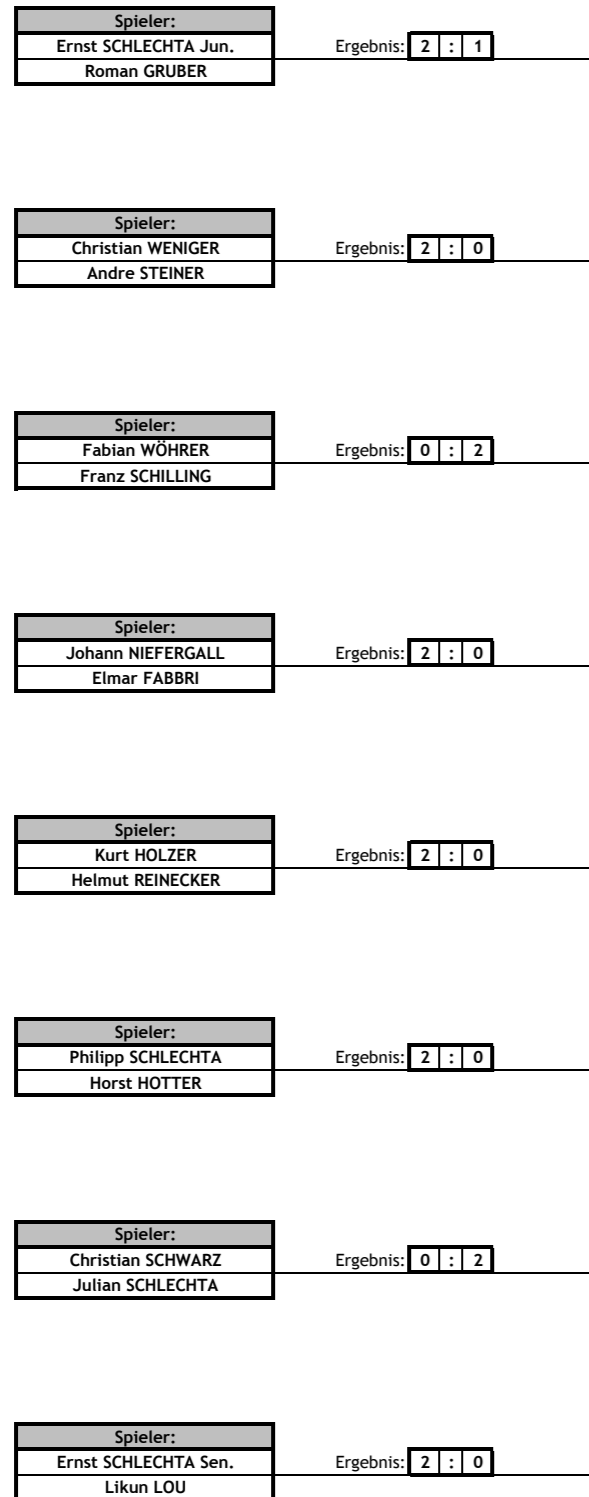 Spieler:
Ernst SCHLECHTA Jun. Ergebnis: 2 : 1
Roman GRUBER
Spieler:
Christian WENIGER Ergebnis: 2 : 0
Andre STEINER
Spieler:
Fabian WÖHRER Ergebnis: 0 : 2
Franz SCHILLING
Spieler:
Johann NIEFERGALL Ergebnis: 2 : 0
Elmar FABBRI
Spieler:
Kurt HOLZER Ergebnis: 2 : 0
Helmut REINECKER
Spieler:
Philipp SCHLECHTA Ergebnis: 2 : 0
Horst HOTTER
Spieler:
Christian SCHWARZ Ergebnis: 0 : 2
Julian SCHLECHTA
Spieler:
Ernst SCHLECHTA Sen. Ergebnis: 2 : 0
Likun LOU